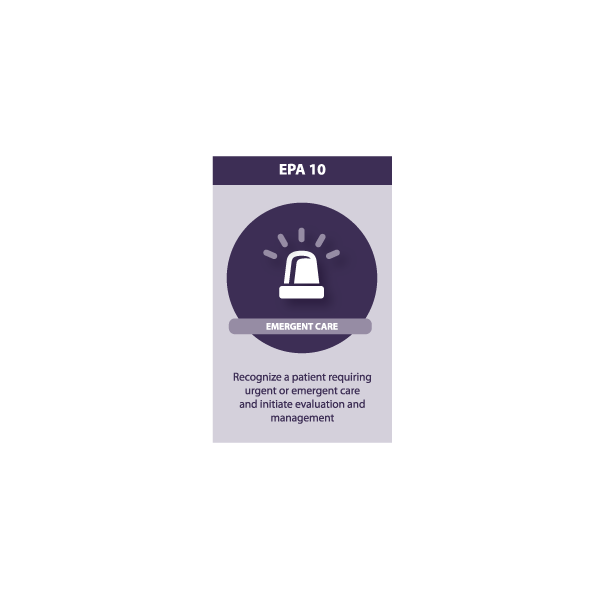 EPA 10
EMERGENT CARE
Recognize a patient requiring
urgent or emergent care
and initiate evaluation and
management